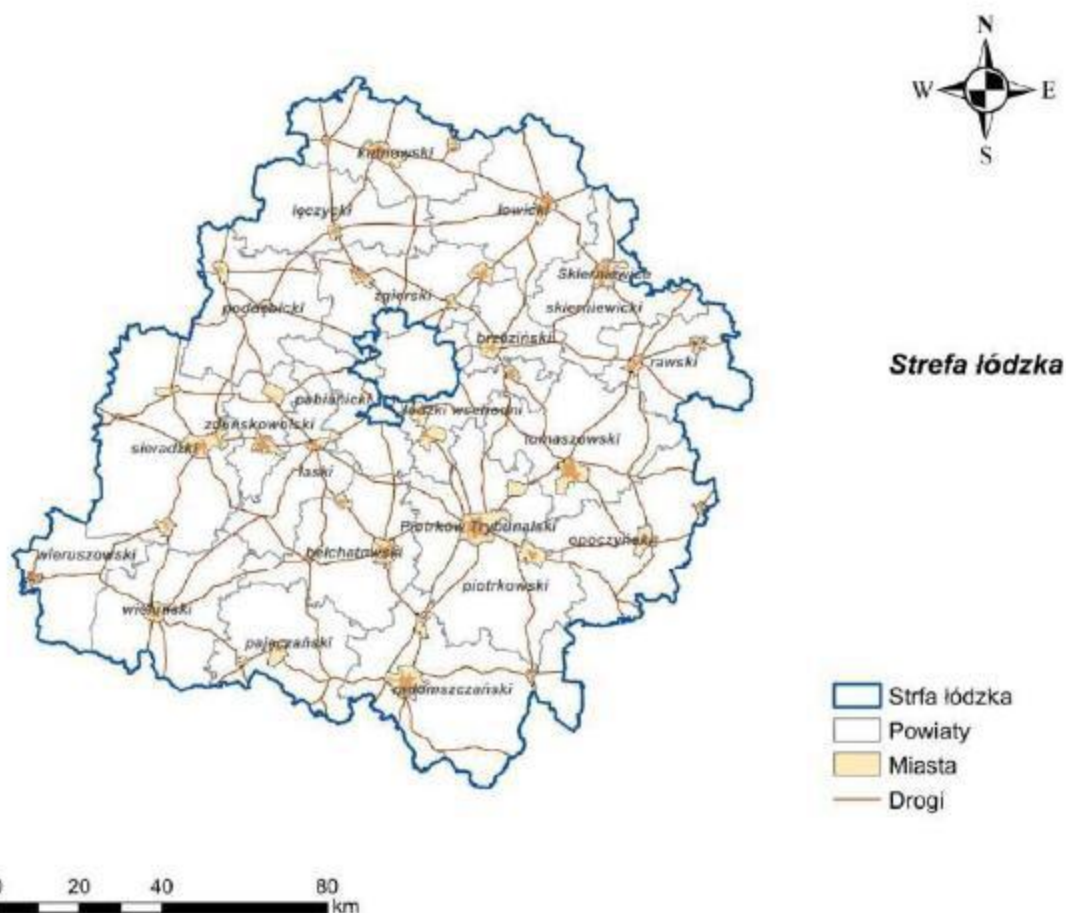 N
W E
S
kutnowski
łęczycki
łowicki
Skierniewice
zgierski
poddębicki
skierniewicki
brzeziński
rawski
Strefa łódzka
pabianicki
łódzki wschodni
zduńskowolski
tomaszowski
sieradzki
łaski
Piotrków Trybunalski
opoczyński
wieruszowski
bełchatowski
piotrkowski
wieluński
pajęczański
radomszczański
Strfa łódzka
Powiaty
Miasta
Drogi
20 40 80
km